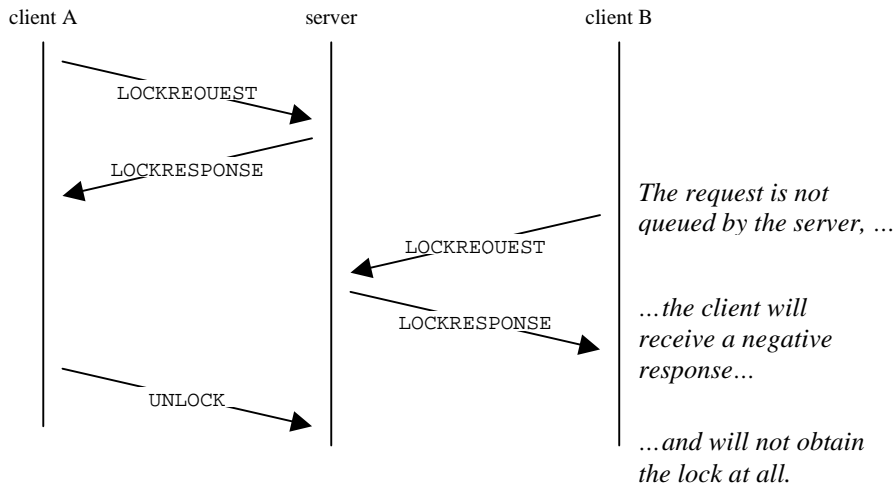 client A
server
client B
LOCKREQUEST
LOCKRESPONSE
The request is not
queued by the server, …
LOCKREQUEST
LOCKRESPONSE
…the client will
receive a negative
response…
UNLOCK
…and will not obtain
the lock at all.